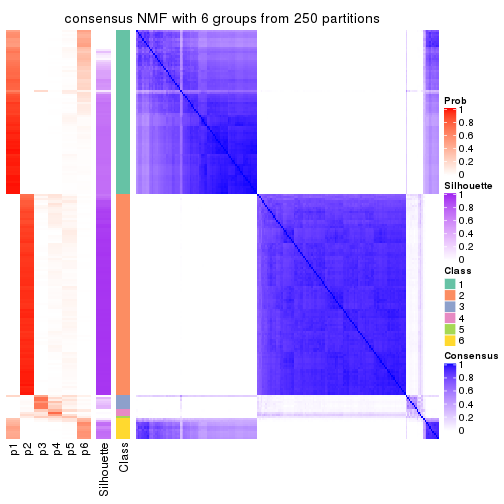 consensus NMF with 6 groups from 250 partitions
Prob
1
0.8
0.6
0.4
0.2
0
Silhouette
1
0.8
0.6
0.4
0.2
0
Class
1
2
3
4
5
6
Consensus
1
0.8
0.6
0.4
0.2
0
p1
p2
p3
p4
p5
p6
Silhouette
Class